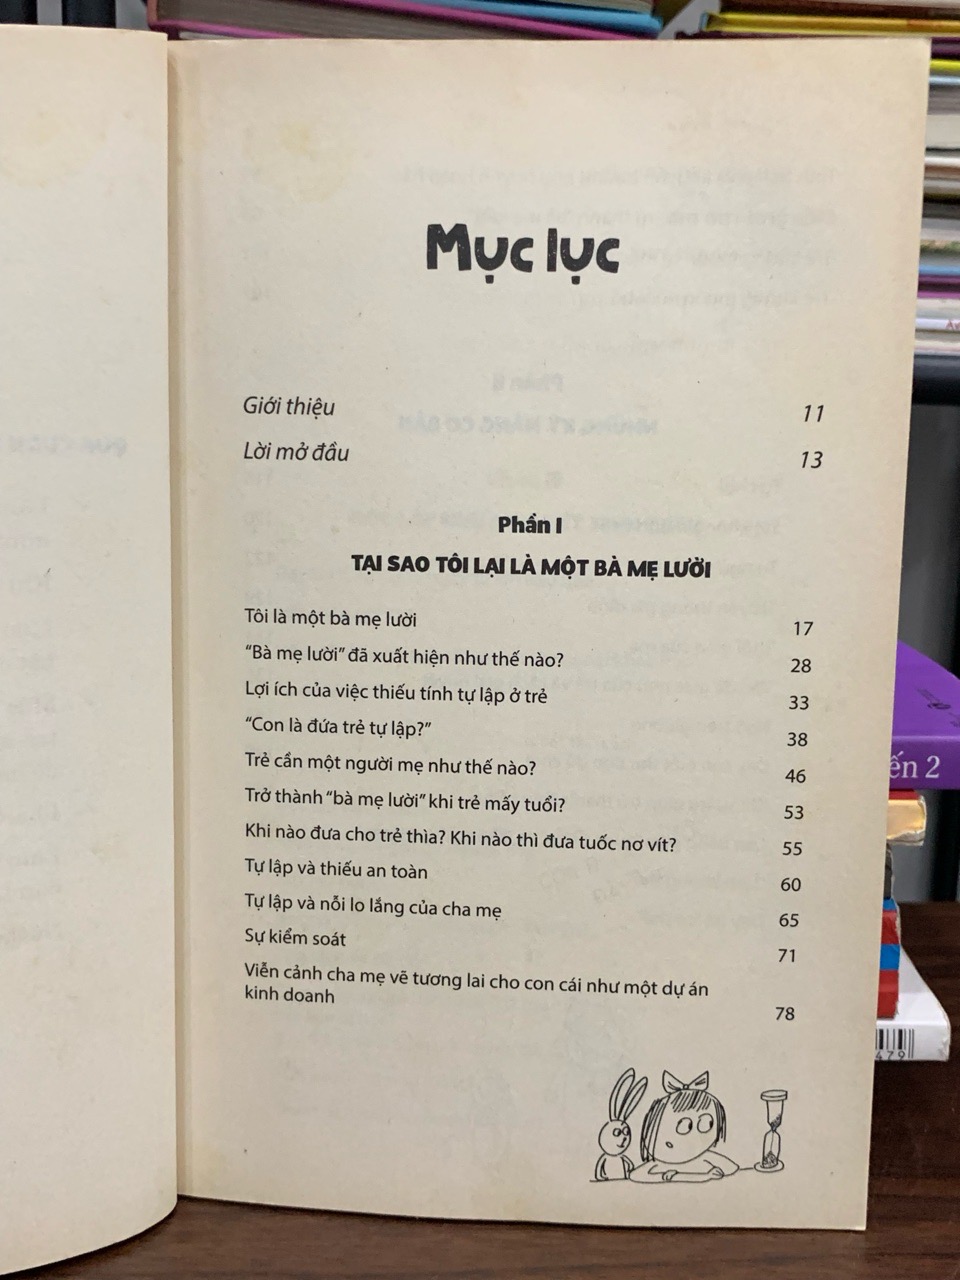 Mục lục
Giới thiệu 11
Lời mở đầu 13
Phần I
TẠI SAO TÔI LẠI LÀ MỘT BÀ MẸ LƯỜI
Tôi là một bà mẹ lười 17
“Bà mẹ lười” đã xuất hiện như thế nào? 28
Lợi ích của việc thiếu tính tự lập ở trẻ 33
“Con là đứa trẻ tự lập?” 38
Trẻ cần một người mẹ như thế nào? 46
Trở thành “bà mẹ lười” khi trẻ mấy tuổi? 53
Khi nào đưa cho trẻ thìa? Khi nào thì đưa tuốc nơ vít? 55
Tự lập và thiếu an toàn 60
Tự lập và nỗi lo lắng của cha mẹ 65
Sự kiểm soát 71
Viễn cảnh cha mẹ vẽ tương lai cho con cái như một dự án
kinh doanh 78
ến 2
479